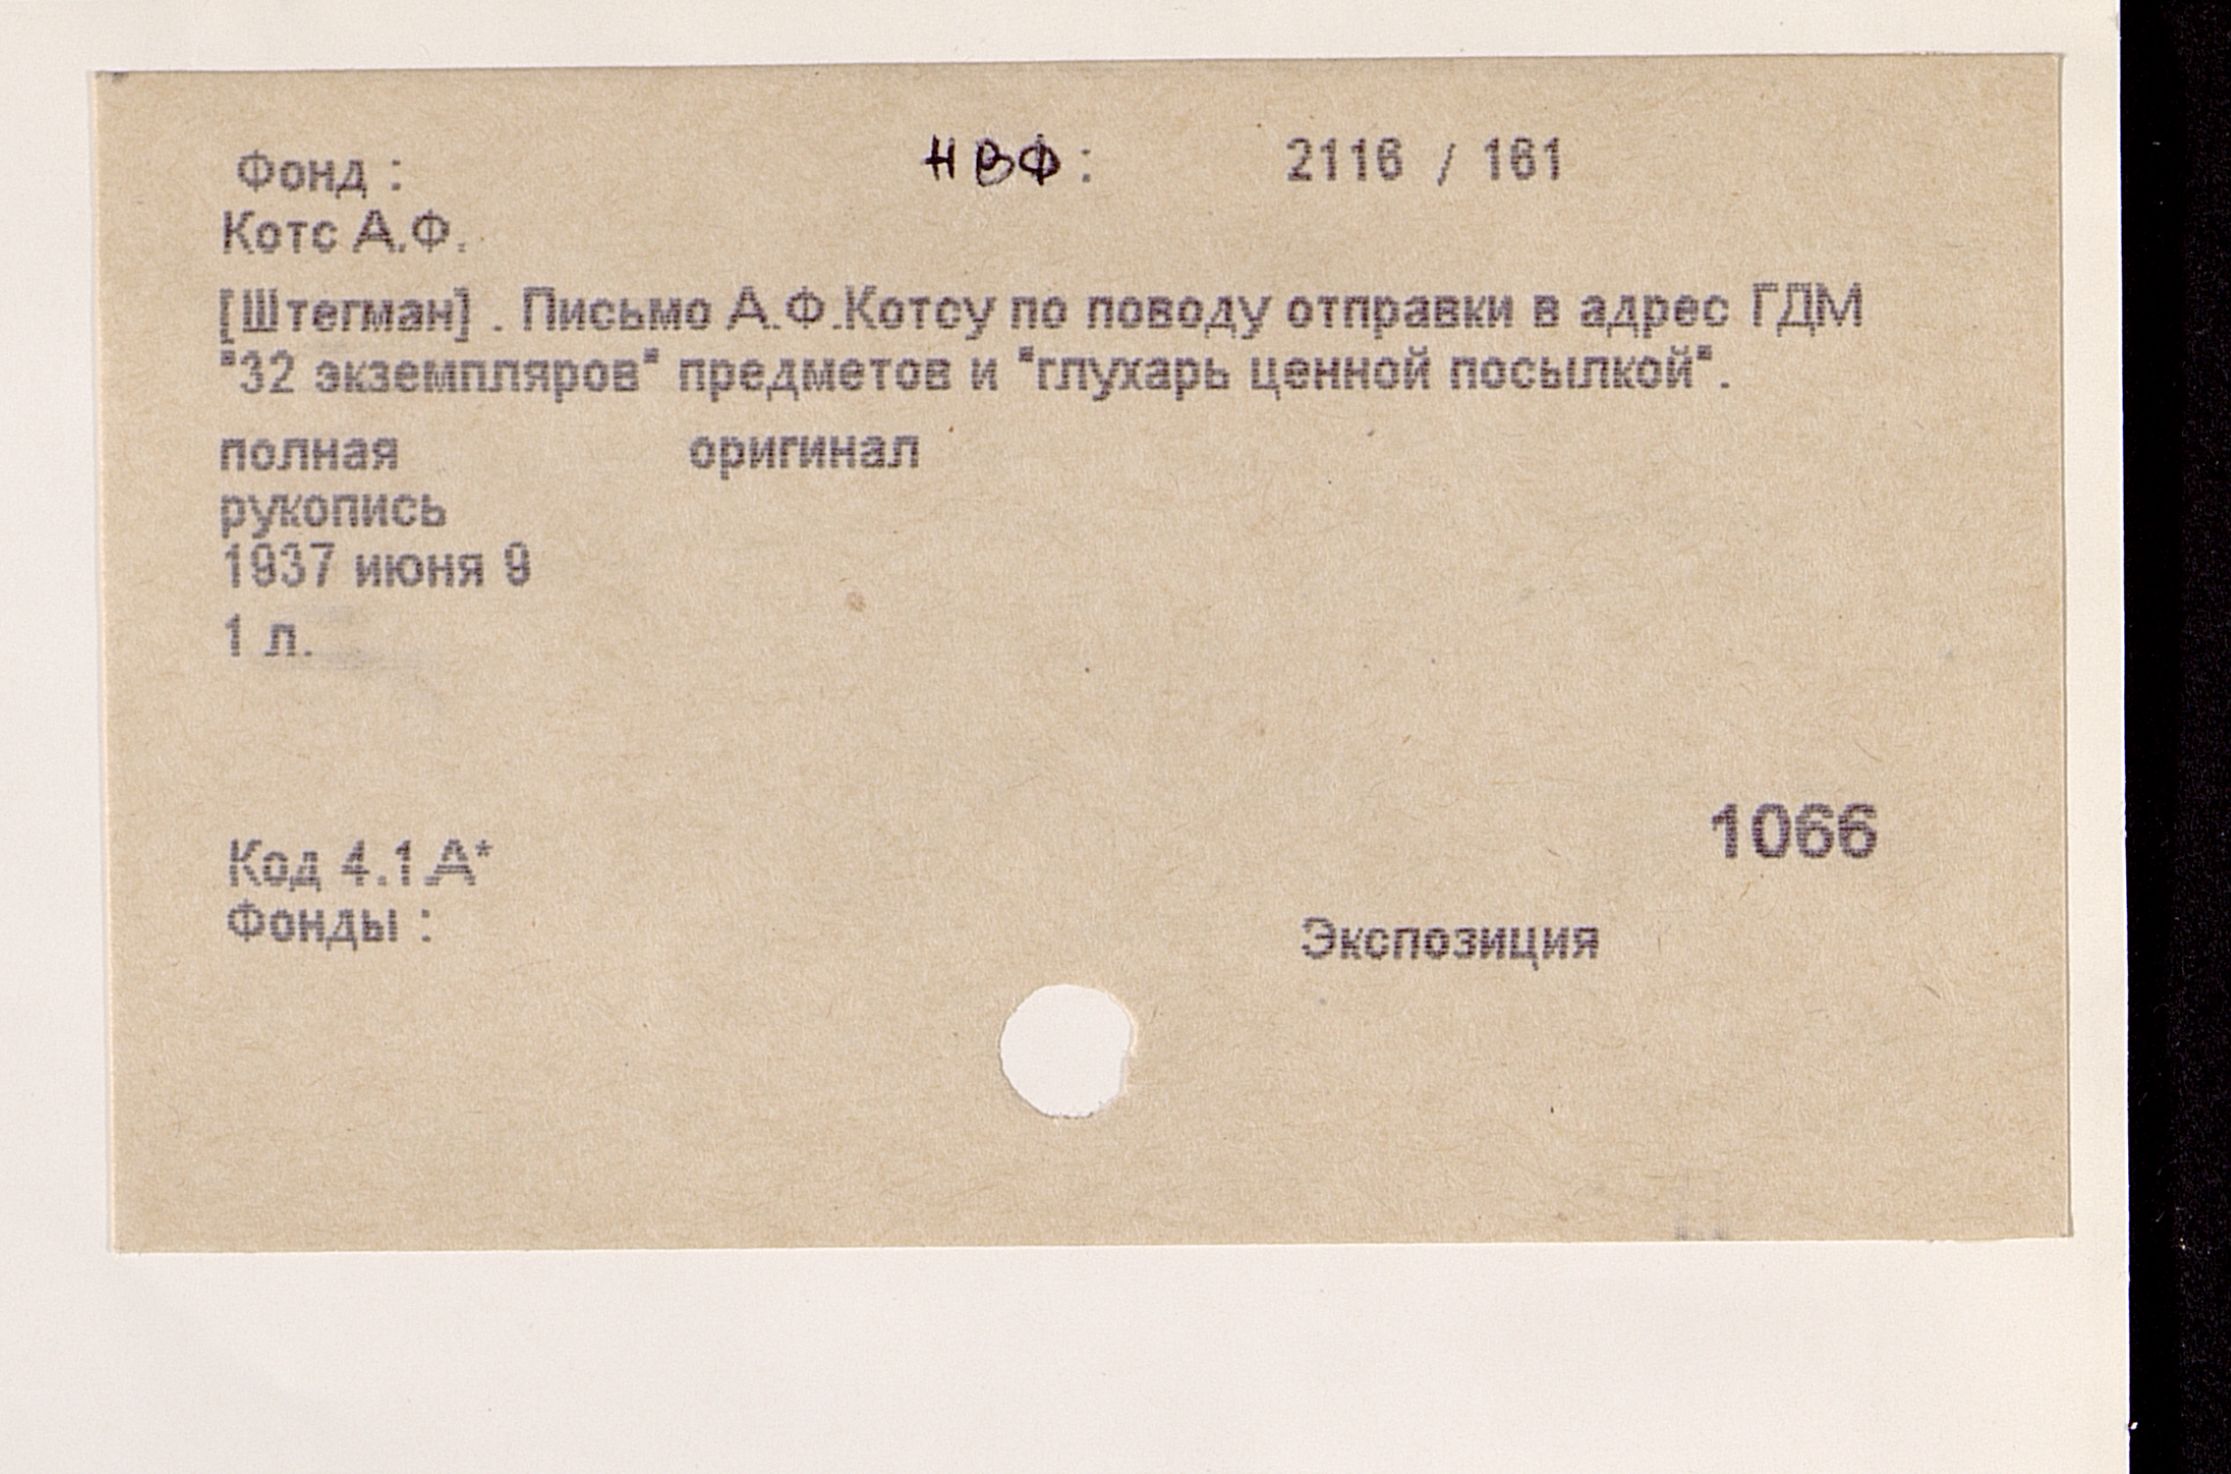 Фонд : НВФ: 2116 / 161
Котс А.Ф.
[Штегман] . Письмо А.Ф.Котсу по поводу отправки в адрес ГДМ
"32 экземпляров" предметов и "глухарь ценной посылкой".
полная оригинал
рукопись
1937 июня 9
1 л.
1066
Код 4.1.А*
Фонды : Экспозиция